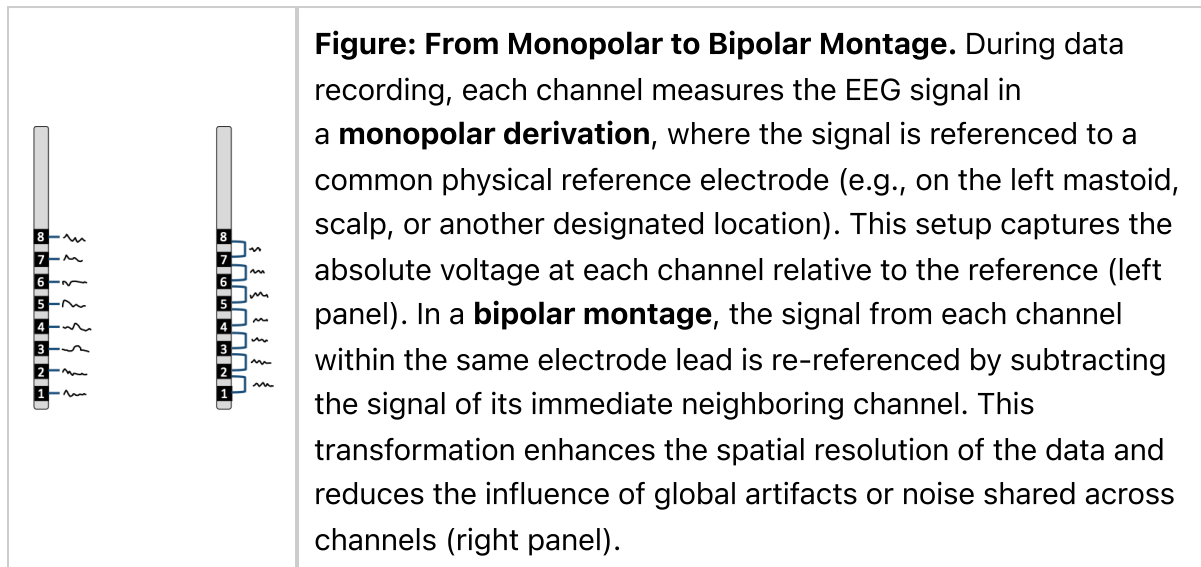 Figure: From Monopolar to Bipolar Montage. During data
recording, each channel measures the EEG signal in
a monopolar derivation, where the signal is referenced to a
common physical reference electrode (e.g., on the left mastoid,
scalp, or another designated location). This setup captures the
absolute voltage at each channel relative to the reference (left
panel). In a bipolar montage, the signal from each channel
within the same electrode lead is re-referenced by subtracting
the signal of its immediate neighboring channel. This
transformation enhances the spatial resolution of the data and
reduces the influence of global artifacts or noise shared across
channels (right panel).
8
7
6
5
4
3
2
1
8
7
6
5
4
3
2
1